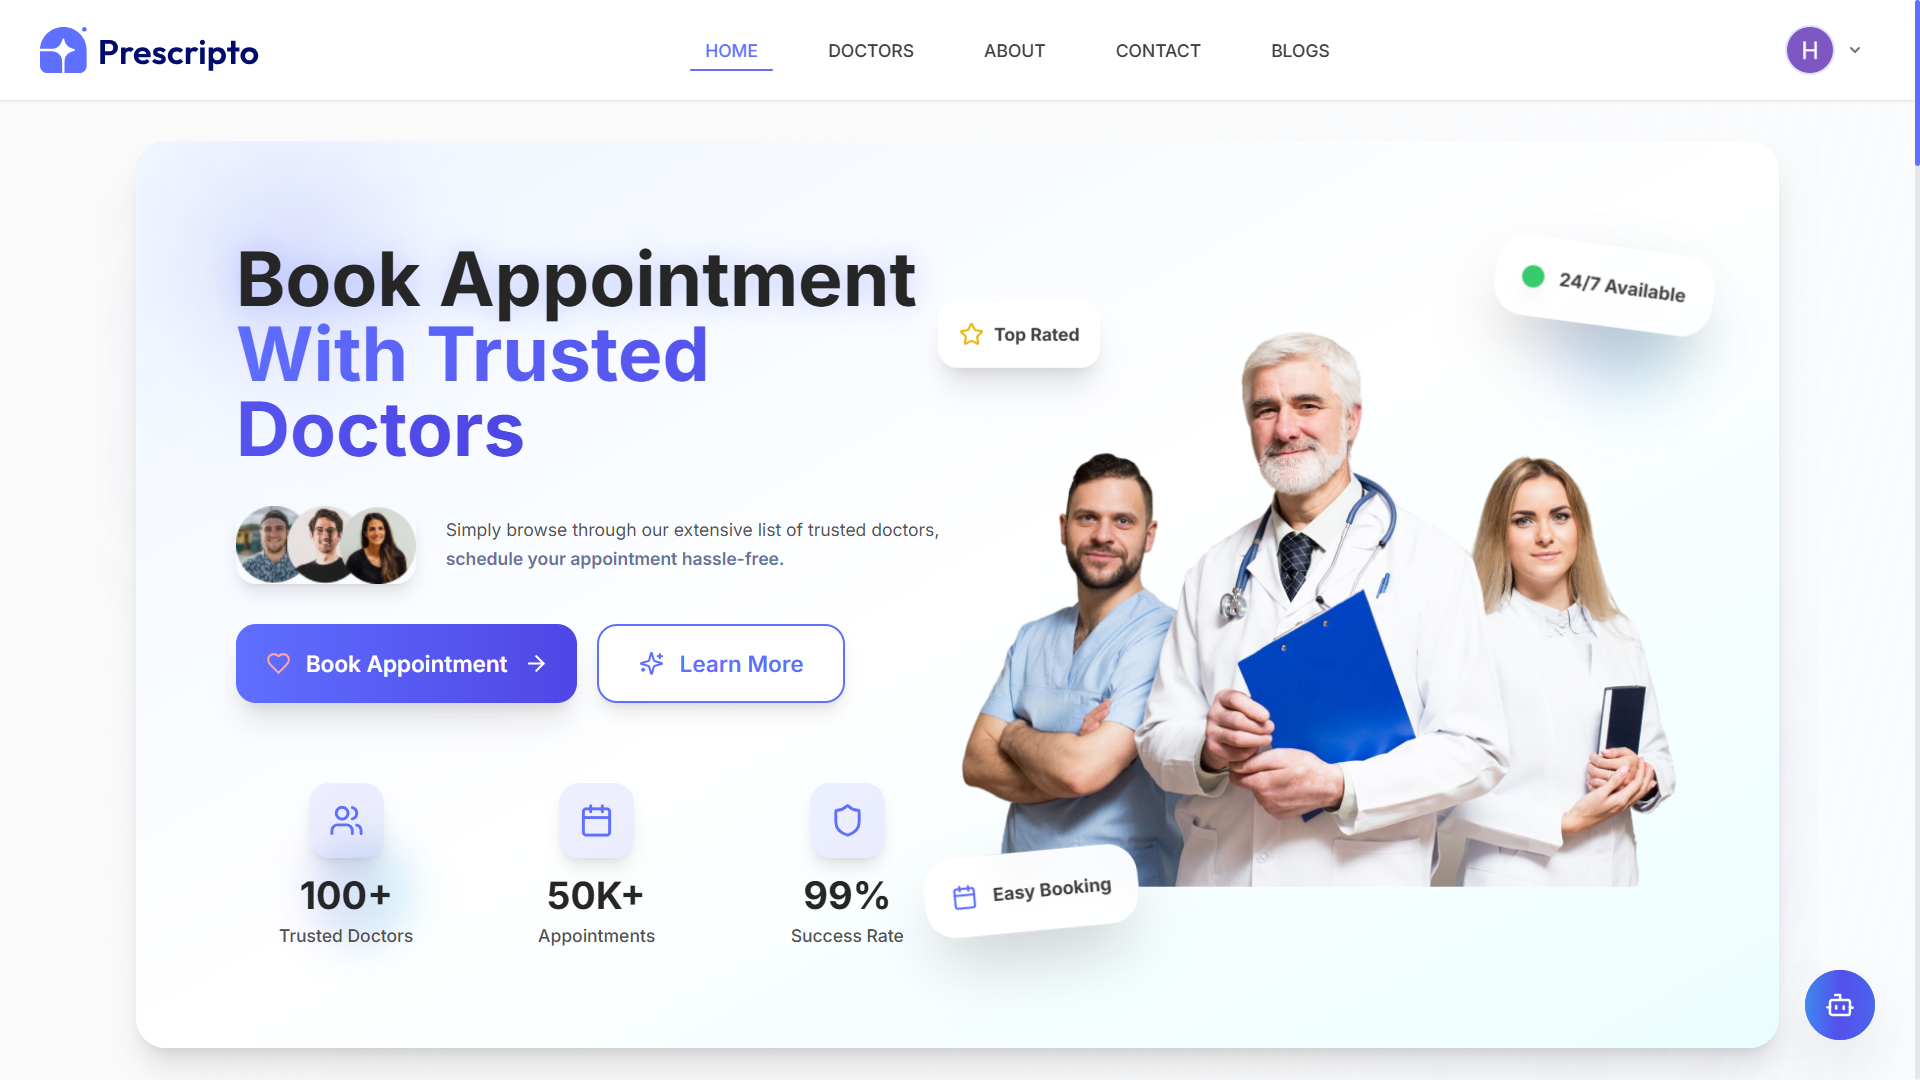 Prescripto
HOME
DOCTORS
ABOUT
CONTACT
BLOGS
H
Book Appointment
With Trusted
Doctors
Top Rated
24/7 Available
Simply browse through our extensive list of trusted doctors,
schedule your appointment hassle-free.
Book Appointment
Learn More
100+
Trusted Doctors
50K+
Appointments
99%
Success Rate
Easy Booking